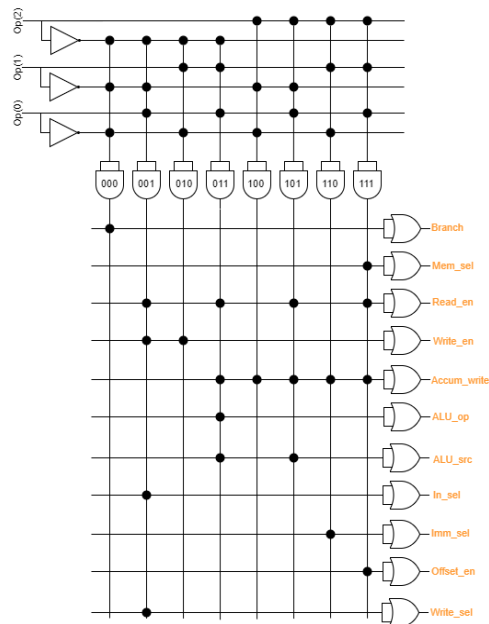 Op(2)
Op(1)
Op(0)
000 001 010 011 100 101 110 111
Branch
Mem_sel
Read_en
Write_en
Accum_write
ALU_op
ALU_src
In_sel
Imm_sel
Offset_en
Write_sel